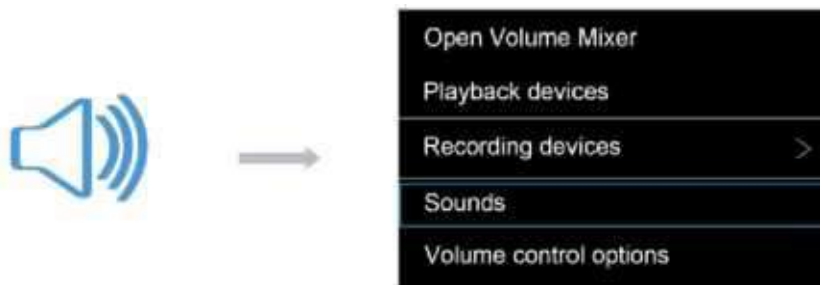 Open Volume Mixer
Playback devices
Recording devices
Sounds
Volume control options